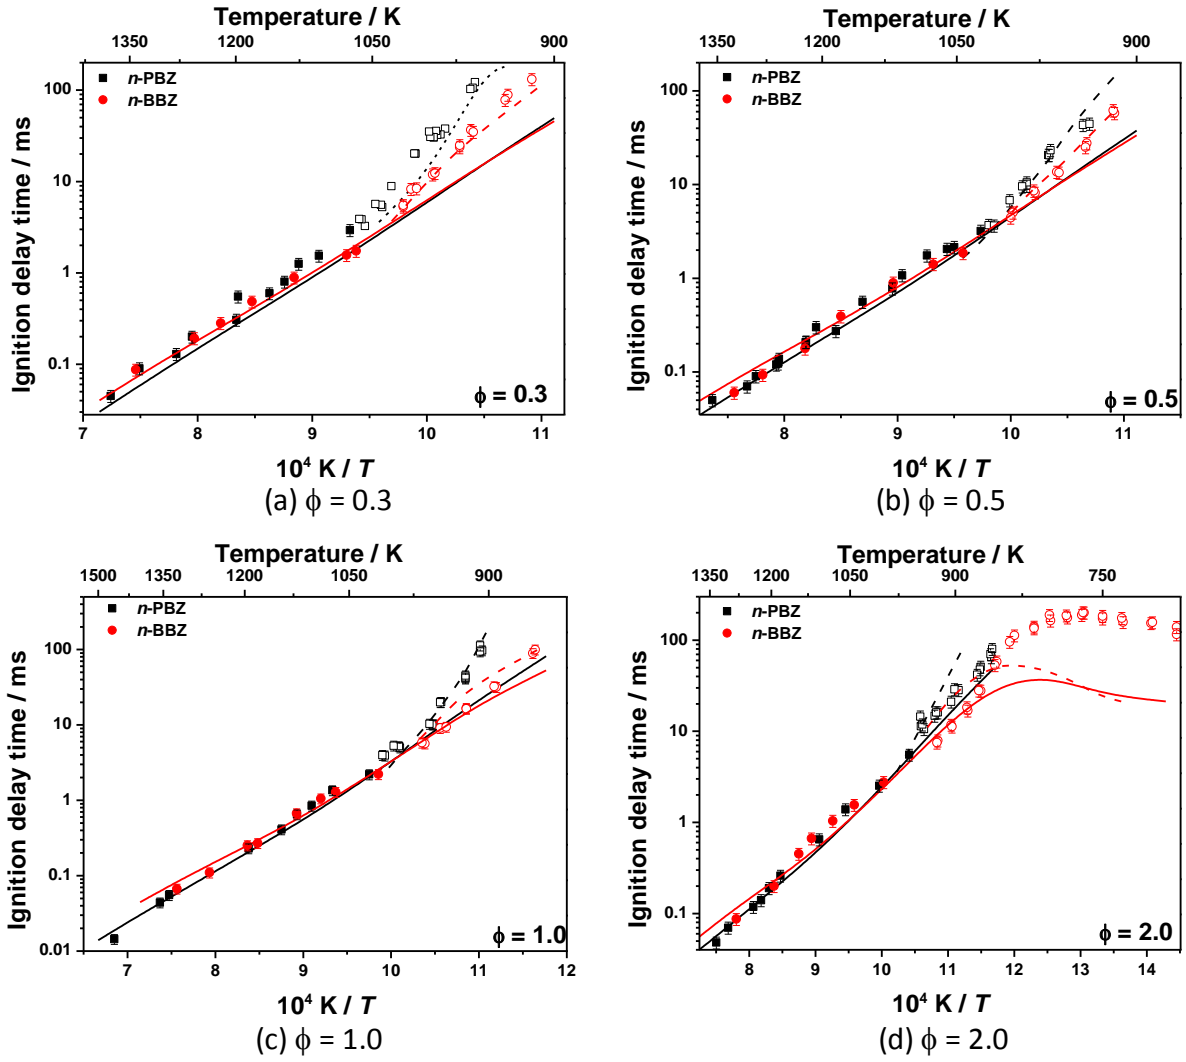 Temperature / K
1350 1200 1050 900
n-PBZ
n-BBZ
Ignition delay time / ms
100
10
1
0.1
ϕ = 0.3
7 8 9 10 11
10⁴ K / T
(a) ϕ = 0.3
Temperature / K
1350 1200 1050 900
n-PBZ
n-BBZ
Ignition delay time / ms
100
10
1
0.1
ϕ = 0.5
8 9 10 11
10⁴ K / T
(b) ϕ = 0.5
Temperature / K
1500 1350 1200 1050 900
n-PBZ
n-BBZ
Ignition delay time / ms
100
10
1
0.1
0.01
ϕ = 1.0
7 8 9 10 11 12
10⁴ K / T
(c) ϕ = 1.0
Temperature / K
1350 1200 1050 900 750
n-PBZ
n-BBZ
Ignition delay time / ms
100
10
1
0.1
ϕ = 2.0
8 9 10 11 12 13 14
10⁴ K / T
(d) ϕ = 2.0